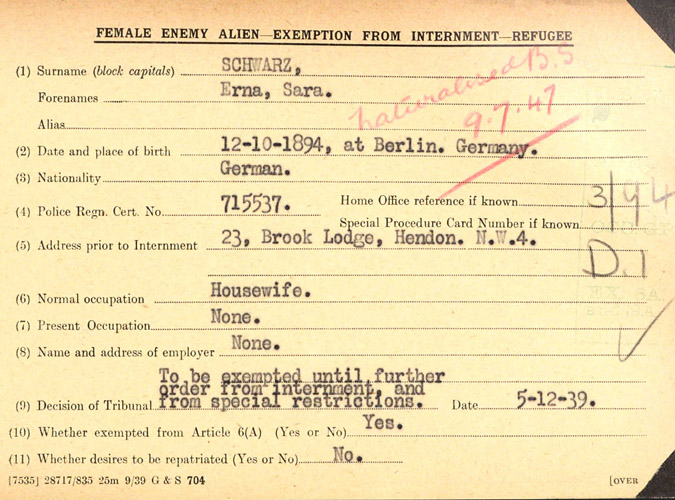 FEMALE ENEMY ALIEN—EXEMPTION FROM INTERNMENT—REFUGEE
(1) Surname (block capitals) SCHWARZ,
Forenames Erna, Sara.
Alias
naturalised B.S
9.7.47
(2) Date and place of birth 12-10-1894, at Berlin. Germany.
(3) Nationality German.
(4) Police Regn. Cert. No. 715537. Home Office reference if known
Special Procedure Card Number if known
3/94
(5) Address prior to Internment 23, Brook Lodge, Hendon. N.W.4.
D.1
(6) Normal occupation Housewife.
(7) Present Occupation None.
(8) Name and address of employer None.
To be exempted until further
order from internment, and
(9) Decision of Tribunal from special restrictions. Date 5-12-39.
(10) Whether exempted from Article 6(A) (Yes or No) Yes.
(11) Whether desires to be repatriated (Yes or No) No.
[7535] 28717/835 25m 9/39 G & S 704 [OVER